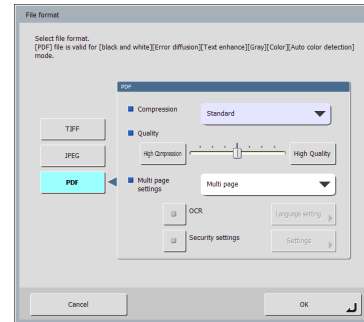 File format
Select file format.
[PDF] file is valid for [black and white][Error diffusion][Text enhance][Gray][Color][Auto color detection]
mode.
PDF
Compression
Standard
Quality
High Compression
High Quality
TIFF
JPEG
PDF
Multi page
settings
Multi page
OCR
Language setting
Security settings
Settings
Cancel
OK